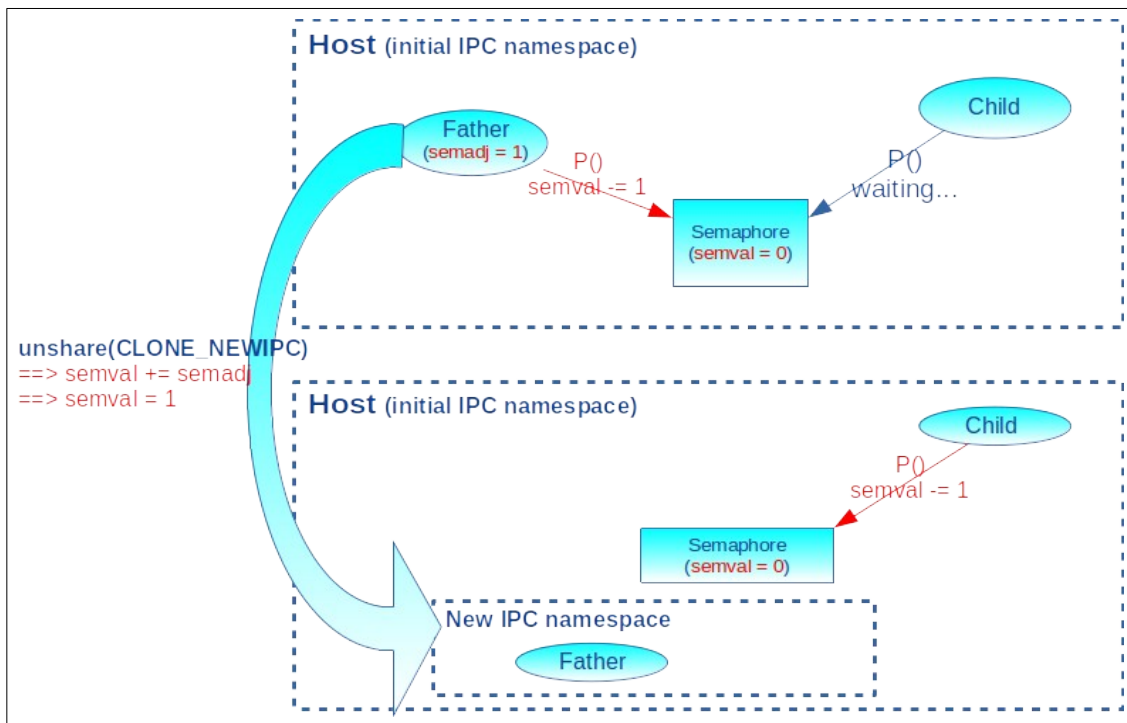 Host (initial IPC namespace)
Father
(semadj = 1)
Child
P()
semval -= 1
P()
waiting...
Semaphore
(semval = 0)
unshare(CLONE_NEWIPC)
==> semval += semadj
==> semval = 1
Host (initial IPC namespace)
Child
P()
semval -= 1
Semaphore
(semval = 0)
New IPC namespace
Father